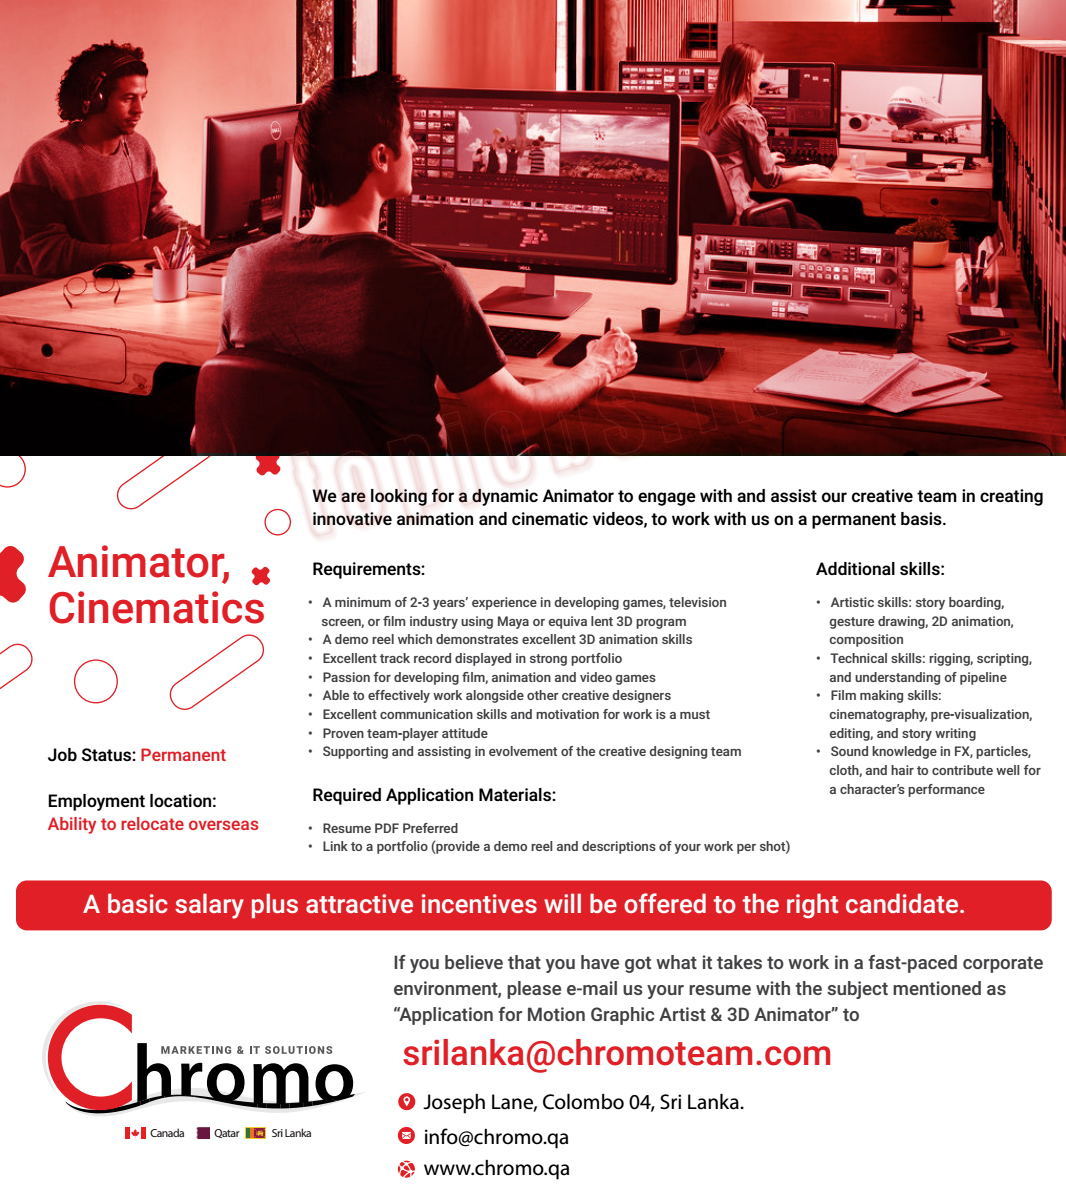 We are looking for a dynamic Animator to engage with and assist our creative team in creating
innovative animation and cinematic videos, to work with us on a permanent basis.
Animator,
Cinematics
Job Status: Permanent
Employment location:
Ability to relocate overseas
Requirements:
• A minimum of 2-3 years’ experience in developing games, television
screen, or film industry using Maya or equiva lent 3D program
• A demo reel which demonstrates excellent 3D animation skills
• Excellent track record displayed in strong portfolio
• Passion for developing film, animation and video games
• Able to effectively work alongside other creative designers
• Excellent communication skills and motivation for work is a must
• Proven team-player attitude
• Supporting and assisting in evolvement of the creative designing team
Required Application Materials:
• Resume PDF Preferred
• Link to a portfolio (provide a demo reel and descriptions of your work per shot)
Additional skills:
• Artistic skills: story boarding,
gesture drawing, 2D animation,
composition
• Technical skills: rigging, scripting,
and understanding of pipeline
• Film making skills:
cinematography, pre-visualization,
editing, and story writing
• Sound knowledge in FX, particles,
cloth, and hair to contribute well for
a character’s performance
A basic salary plus attractive incentives will be offered to the right candidate.
If you believe that you have got what it takes to work in a fast-paced corporate
environment, please e-mail us your resume with the subject mentioned as
“Application for Motion Graphic Artist & 3D Animator” to
srilanka@chromoteam.com
Joseph Lane, Colombo 04, Sri Lanka.
info@chromo.qa
www.chromo.qa
MARKETING & IT SOLUTIONS
Chromo
Canada Qatar Sri Lanka
DELL
DELL